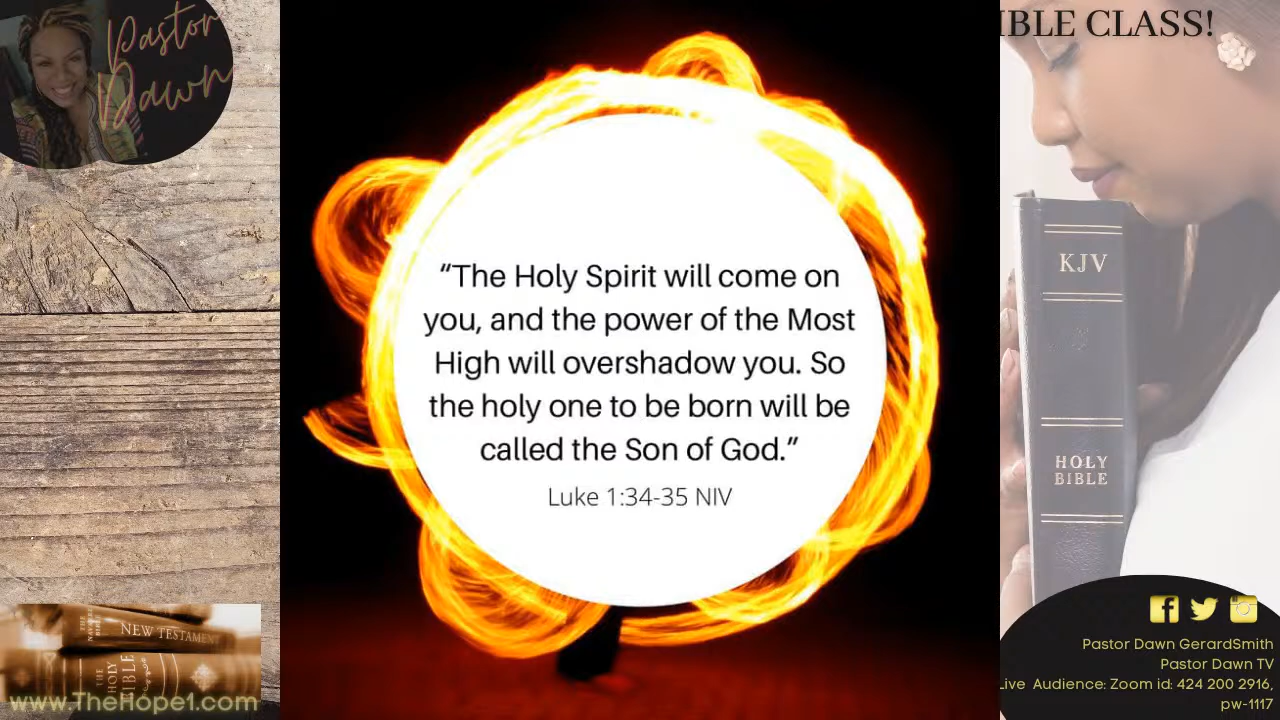 Pastor
Dawn
IBLE CLASS!
“The Holy Spirit will come on
you, and the power of the Most
High will overshadow you. So
the holy one to be born will be
called the Son of God.”
Luke 1:34-35 NIV
KJV
HOLY
BIBLE
NEW TESTAMENT
THE
HOLY
BIBLE
www.TheHope1.com
Pastor Dawn GerardSmith
Pastor Dawn TV
Live Audience: Zoom id: 424 200 2916,
pw-1117